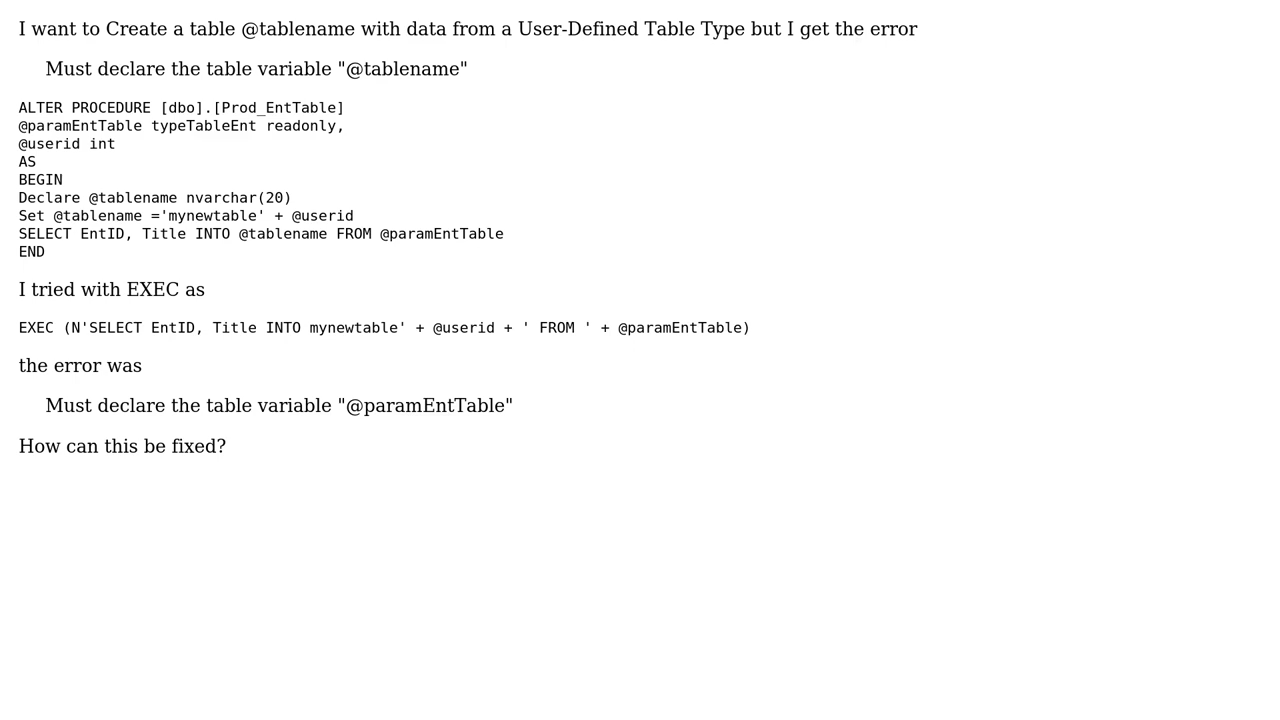 I want to Create a table @tablename with data from a User-Defined Table Type but I get the error
Must declare the table variable "@tablename"
ALTER PROCEDURE [dbo].[Prod_EntTable]
@paramEntTable typeTableEnt readonly,
@userid int
AS
BEGIN
Declare @tablename nvarchar(20)
Set @tablename ='mynewtable' + @userid
SELECT EntID, Title INTO @tablename FROM @paramEntTable
END
I tried with EXEC as
EXEC (N'SELECT EntID, Title INTO mynewtable' + @userid + ' FROM ' + @paramEntTable)
the error was
Must declare the table variable "@paramEntTable"
How can this be fixed?